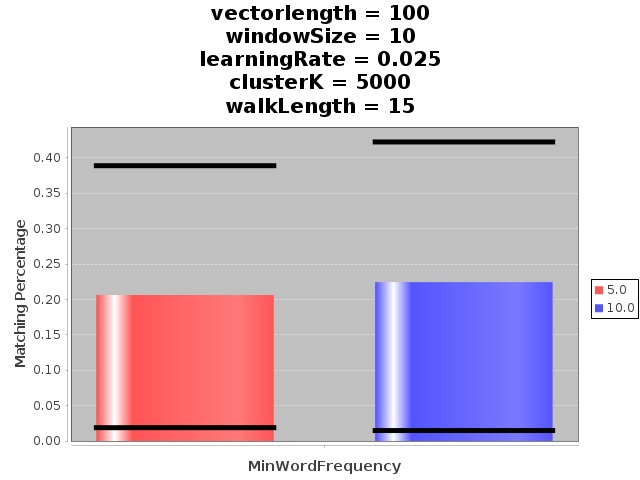 vectorlength = 100
windowSize = 10
learningRate = 0.025
clusterK = 5000
walkLength = 15
0.40
0.35
0.30
0.25
0.20
0.15
0.10
0.05
0.00
Matching Percentage
MinWordFrequency
5.0
10.0